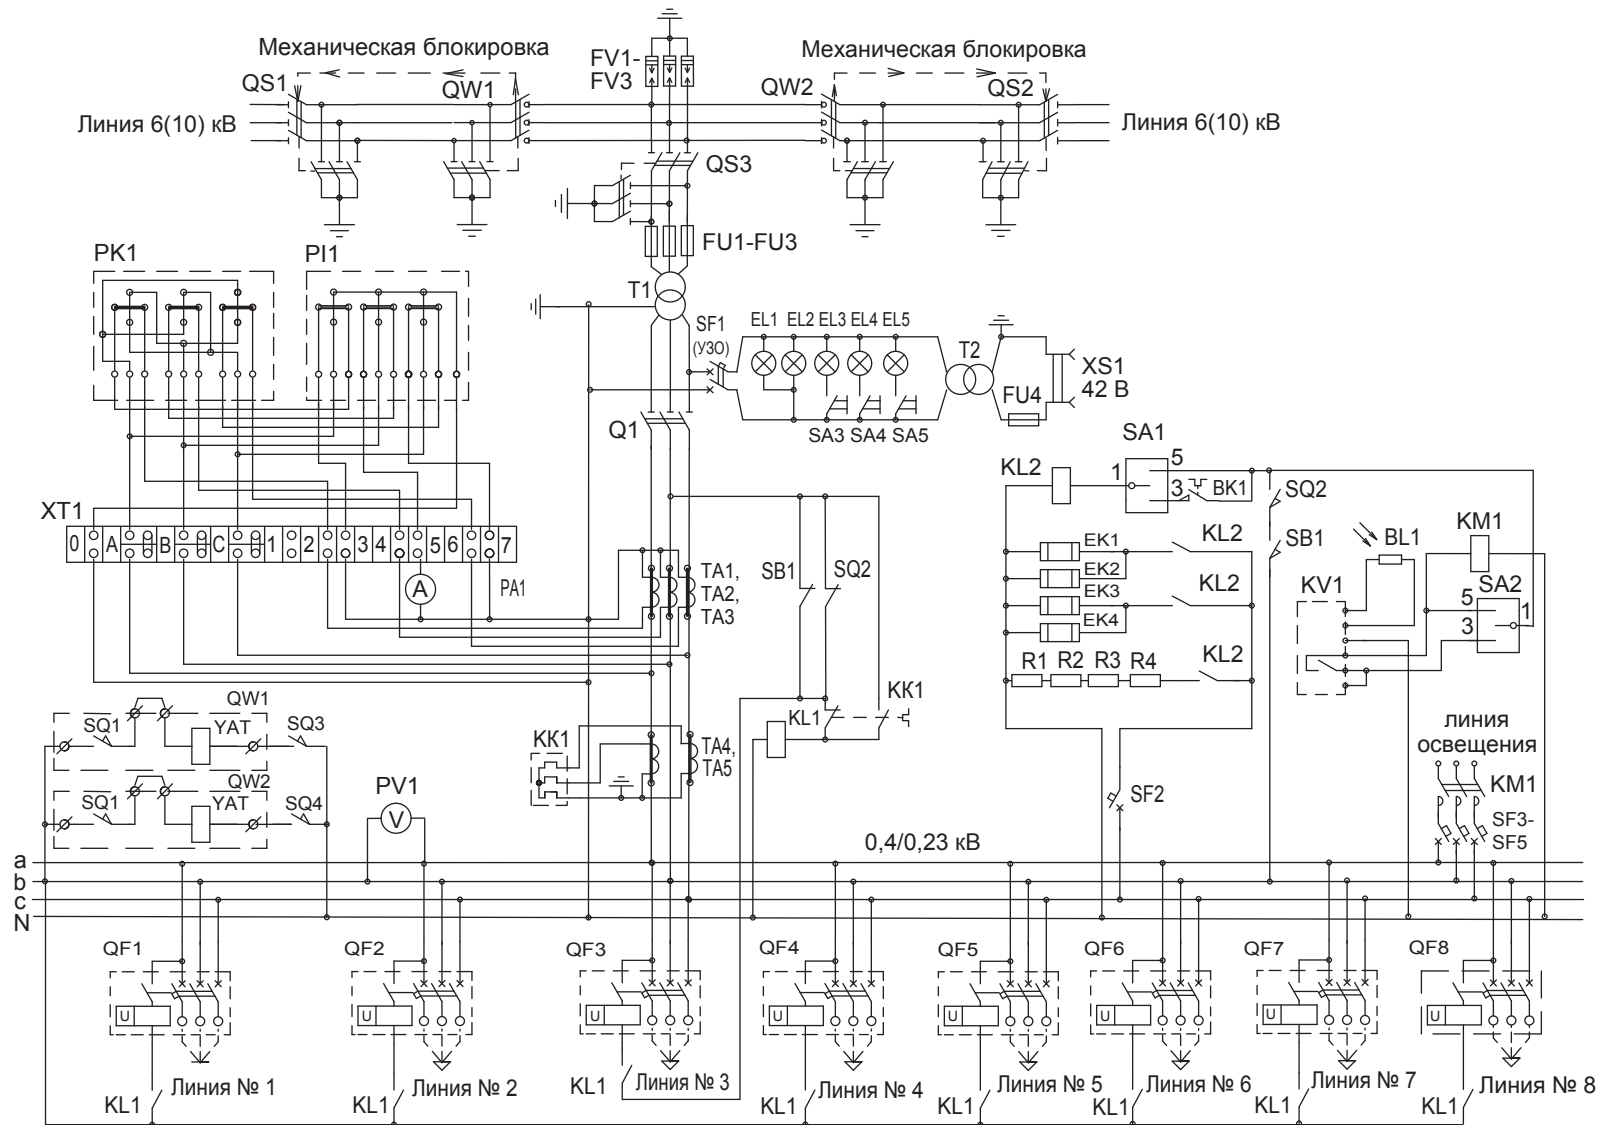 Механическая блокировка
Механическая блокировка
FV1-
FV3
QS1
QW1
QW2
QS2
Линия 6(10) кВ
Линия 6(10) кВ
QS3
FU1-FU3
PK1
PI1
T1
SF1
(УЗО)
EL1
EL2
EL3
EL4
EL5
T2
XS1
42 В
FU4
Q1
SA3
SA4
SA5
SA1
KL2
1
5
3
BK1
SQ2
KM1
XT1
0
A
B
C
1
2
3
4
5
6
7
A
PA1
TA1,
TA2,
TA3
SB1
SQ2
EK1
EK2
EK3
EK4
KL2
KL2
SB1
BL1
KV1
SA2
5
3
1
R1
R2
R3
R4
KL2
QW1
SQ1
YAT
SQ3
QW2
SQ1
YAT
SQ4
KK1
TA4,
TA5
KL1
KK1
PV1
V
SF2
линия
освещения
KM1
SF3-
SF5
0,4/0,23 кВ
a
b
c
N
QF1
QF2
QF3
QF4
QF5
QF6
QF7
QF8
U
U
U
U
U
U
U
U
KL1
Линия № 1
KL1
Линия № 2
KL1
Линия № 3
KL1
Линия № 4
KL1
Линия № 5
KL1
Линия № 6
KL1
Линия № 7
KL1
Линия № 8